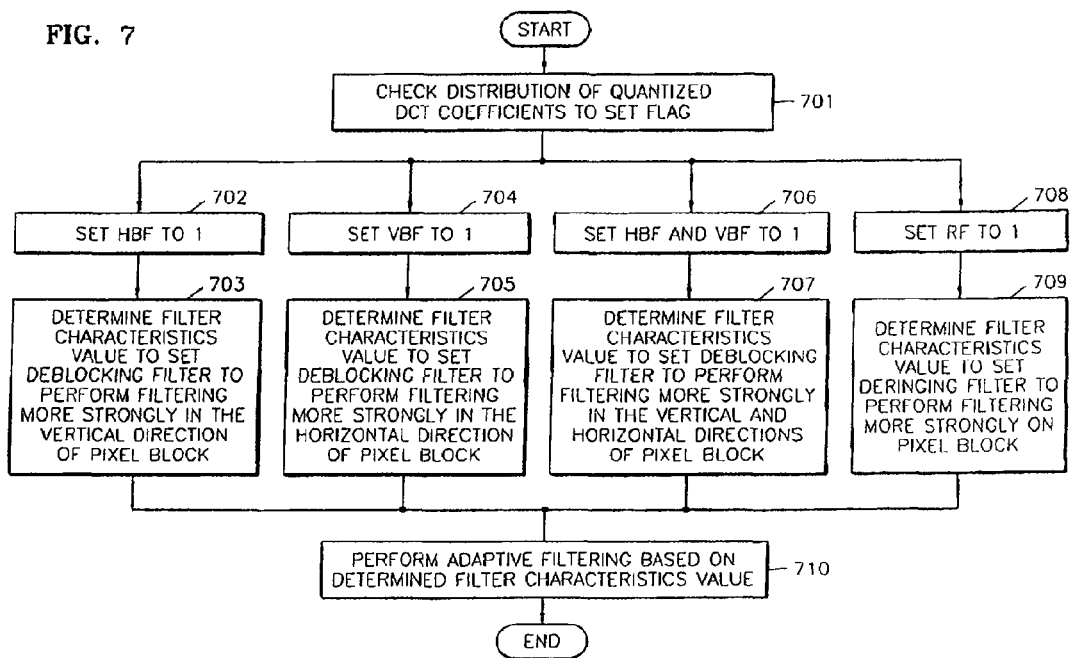 FIG. 7
START
CHECK DISTRIBUTION OF QUANTIZED
DCT COEFFICIENTS TO SET FLAG
701
702
SET HBF TO 1
704
SET VBF TO 1
706
SET HBF AND VBF TO 1
708
SET RF TO 1
703
DETERMINE FILTER
CHARACTERISTICS
VALUE TO SET
DEBLOCKING FILTER TO
PERFORM FILTERING
MORE STRONGLY IN THE
VERTICAL DIRECTION
OF PIXEL BLOCK
705
DETERMINE FILTER
CHARACTERISTICS
VALUE TO SET
DEBLOCKING FILTER TO
PERFORM FILTERING
MORE STRONGLY IN THE
HORIZONTAL DIRECTION
OF PIXEL BLOCK
707
DETERMINE FILTER
CHARACTERISTICS
VALUE TO SET DEBLOCKING
FILTER TO PERFORM
FILTERING MORE STRONGLY
IN THE VERTICAL AND
HORIZONTAL DIRECTIONS
OF PIXEL BLOCK
709
DETERMINE FILTER
CHARACTERISTICS
VALUE TO SET
DERINGING FILTER TO
PERFORM FILTERING
MORE STRONGLY ON
PIXEL BLOCK
PERFORM ADAPTIVE FILTERING BASED ON
DETERMINED FILTER CHARACTERISTICS VALUE
710
END